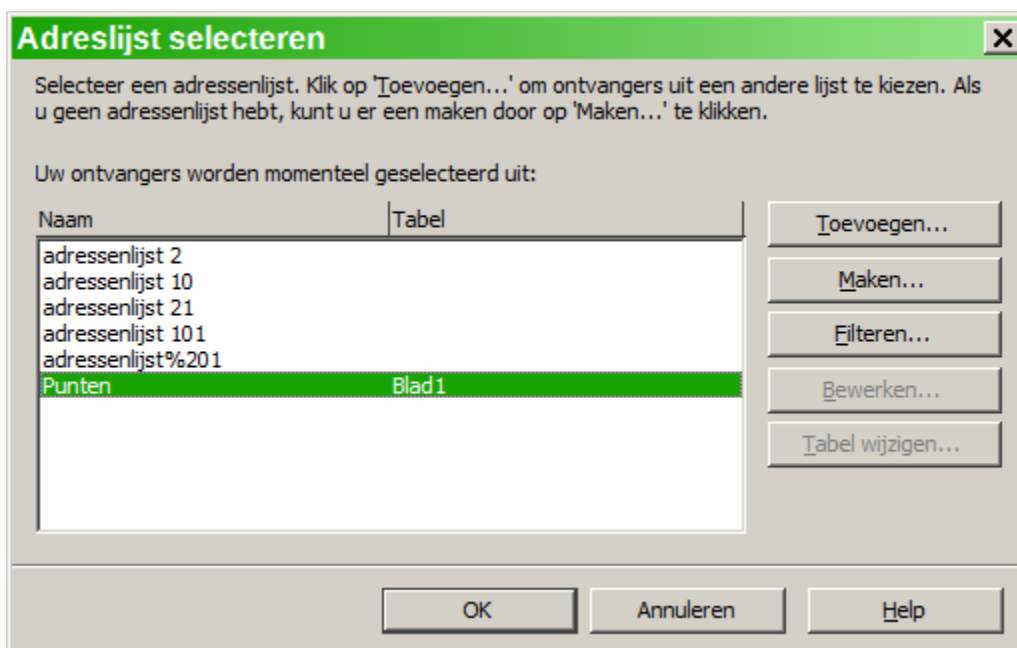 Adreslijst selecteren
Selecteer een adressenlijst. Klik op 'Toevoegen...' om ontvangers uit een andere lijst te kiezen. Als
u geen adressenlijst hebt, kunt u er een maken door op 'Maken...' te klikken.
Uw ontvangers worden momenteel geselecteerd uit:
Naam Tabel
adressenlijst 2
adressenlijst 10
adressenlijst 21
adressenlijst 101
adressenlijst%201
Punten Blad1
Toevoegen...
Maken...
Filteren...
Bewerken...
Tabel wijzigen...
OK Annuleren Help